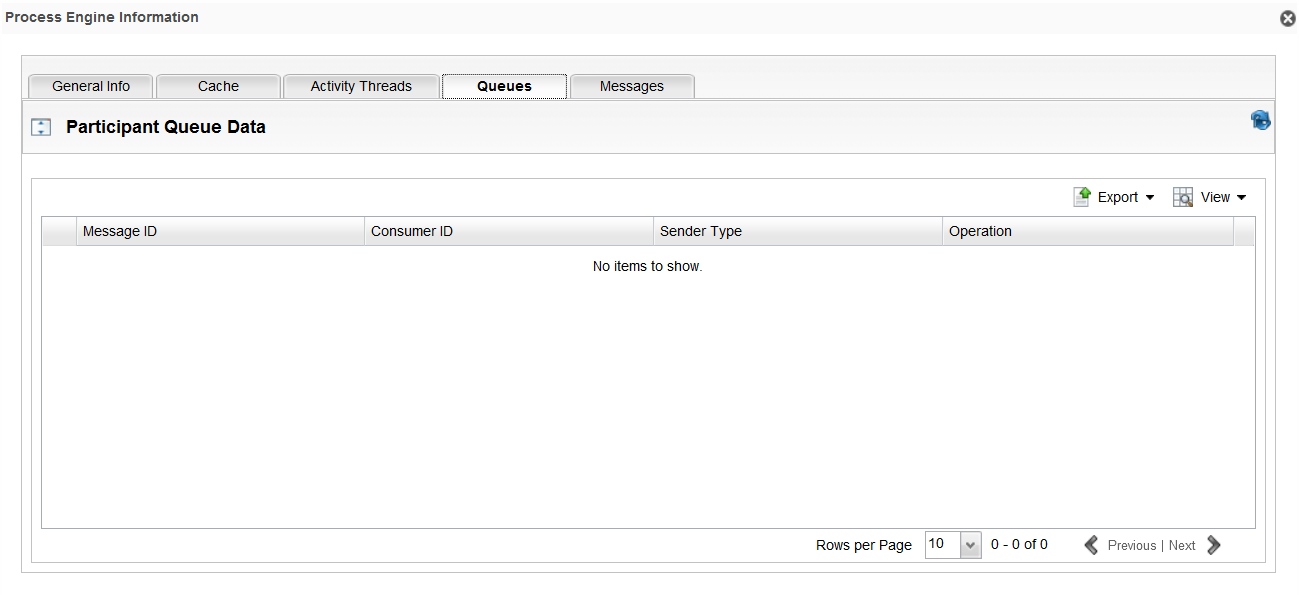 Process Engine Information
General Info Cache Activity Threads Queues Messages
Participant Queue Data
Export View
Message ID Consumer ID Sender Type Operation
No items to show.
Rows per Page 10 0 - 0 of 0 Previous | Next